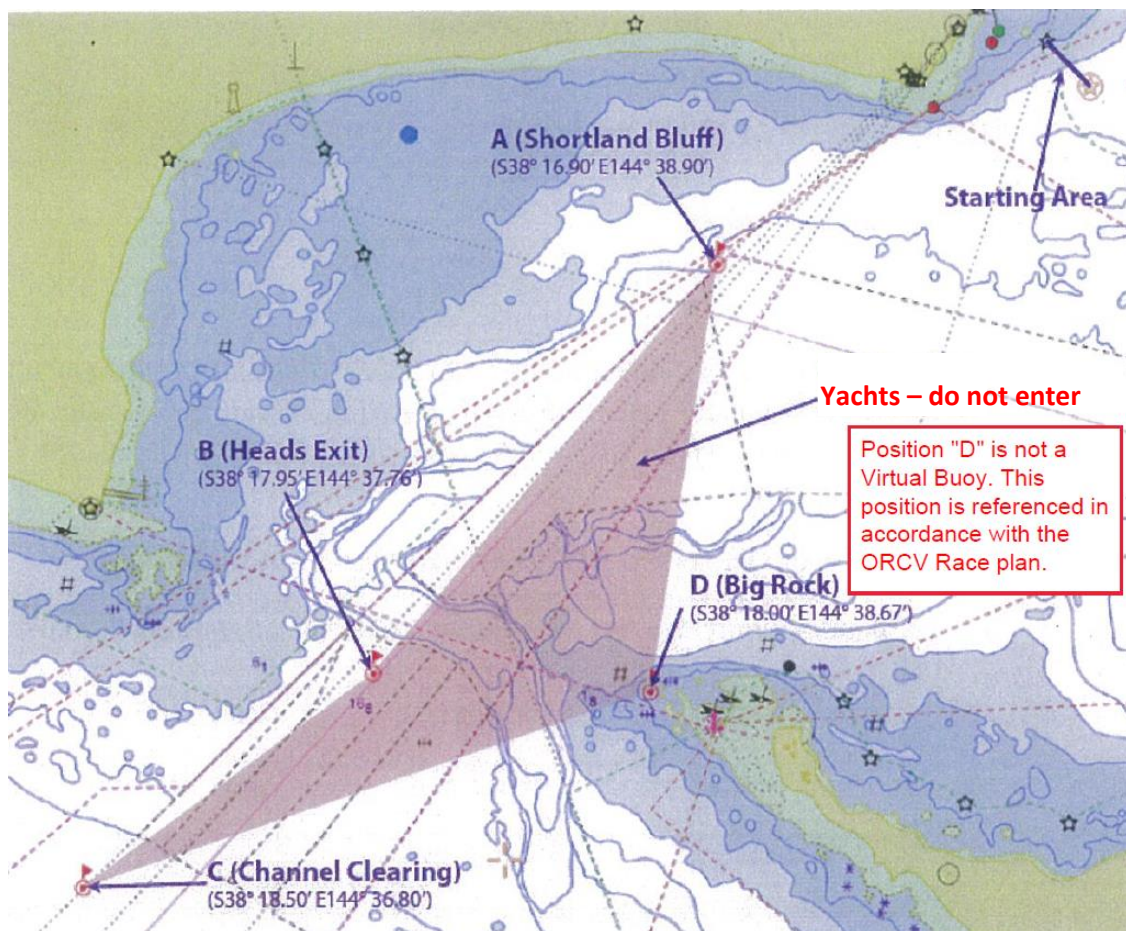 A (Shortland Bluff)
(S38° 16.90′ E144° 38.90′)
Starting Area
Yachts – do not enter
Position "D" is not a
Virtual Buoy. This
position is referenced in
accordance with the
ORCV Race plan.
B (Heads Exit)
(S38° 17.95′ E144° 37.76′)
D (Big Rock)
(S38° 18.00′ E144° 38.67′)
6₁
16₈
C (Channel Clearing)
(S38° 18.50′ E144° 36.80′)